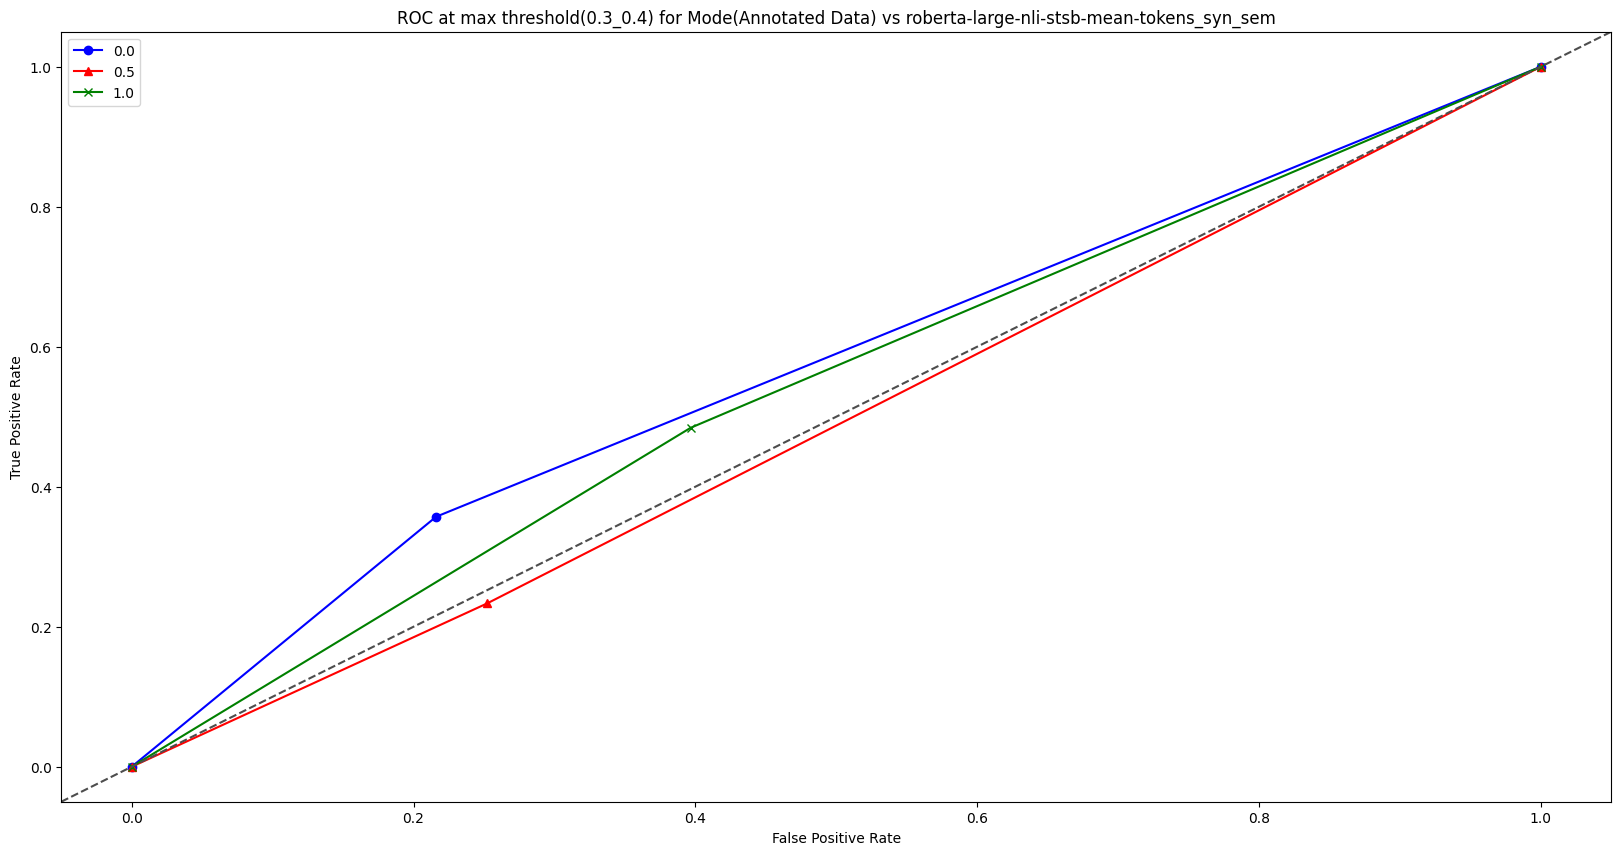 ROC at max threshold(0.3_0.4) for Mode(Annotated Data) vs roberta-large-nli-stsb-mean-tokens_syn_sem
0.0
0.5
1.0
True Positive Rate
1.0
0.8
0.6
0.4
0.2
0.0
0.0 0.2 0.4 0.6 0.8 1.0
False Positive Rate